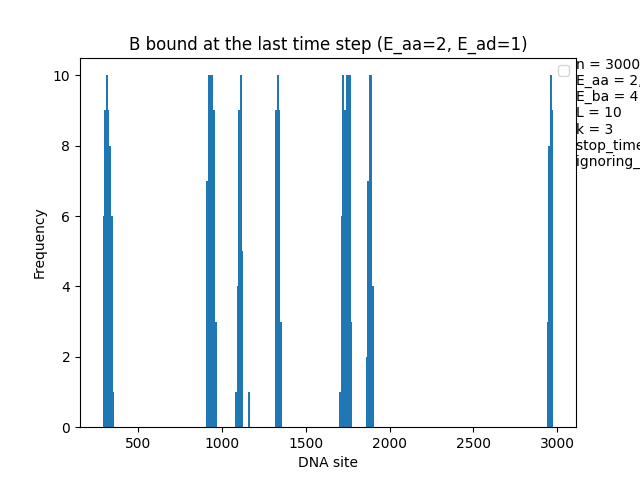 B bound at the last time step (E_aa=2, E_ad=1)
n = 3000
E_aa = 2,
E_ba = 4
L = 10
k = 3
stop_time
ignoring_
10
8
6
4
2
0
Frequency
500
1000
1500
2000
2500
3000
DNA site